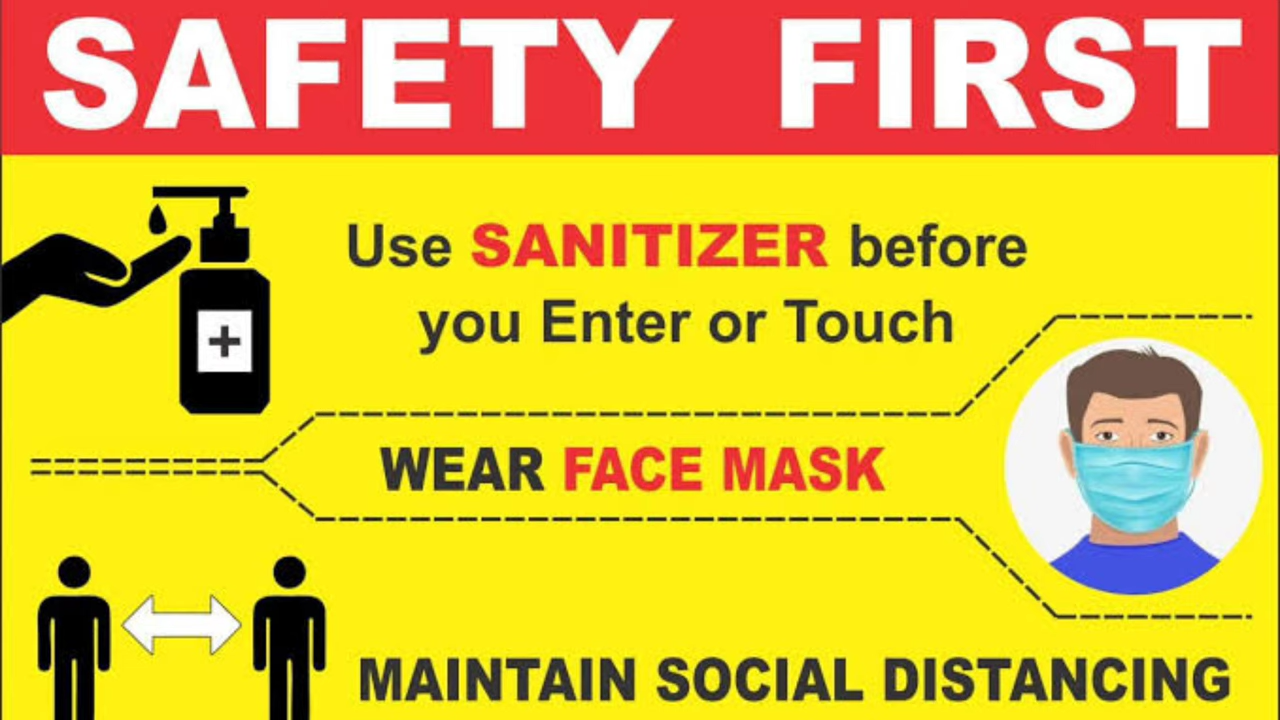 SAFETY FIRST
Use SANITIZER before
you Enter or Touch
WEAR FACE MASK
MAINTAIN SOCIAL DISTANCING